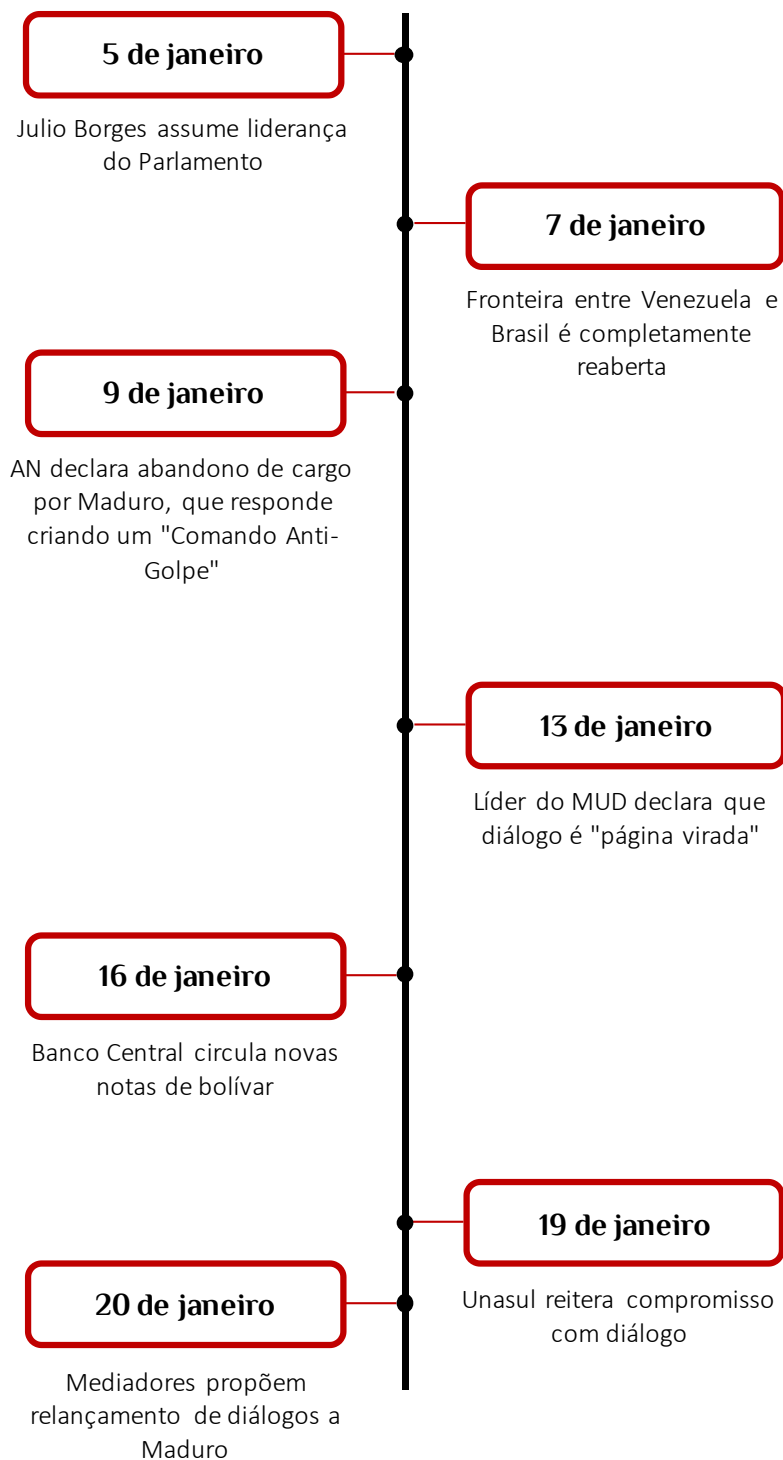 5 de janeiro
Julio Borges assume liderança
do Parlamento
7 de janeiro
Fronteira entre Venezuela e
Brasil é completamente
reaberta
9 de janeiro
AN declara abandono de cargo
por Maduro, que responde
criando um "Comando Anti-
Golpe"
13 de janeiro
Líder do MUD declara que
diálogo é "página virada"
16 de janeiro
Banco Central circula novas
notas de bolívar
19 de janeiro
Unasul reitera compromisso
com diálogo
20 de janeiro
Mediadores propõem
relançamento de diálogos a
Maduro